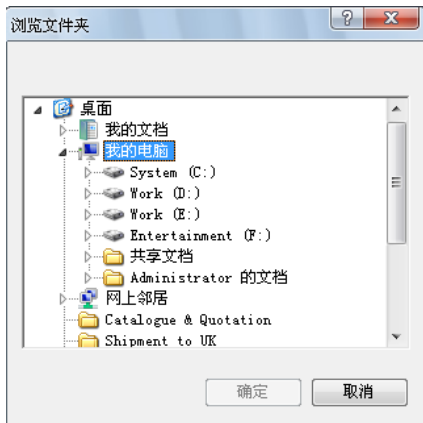 浏览文件夹
桌面
我的文档
我的电脑
System (C:)
Work (D:)
Work (E:)
Entertainment (F:)
共享文档
Administrator 的文档
网上邻居
Catalogue & Quotation
Shipment to UK
确定
取消